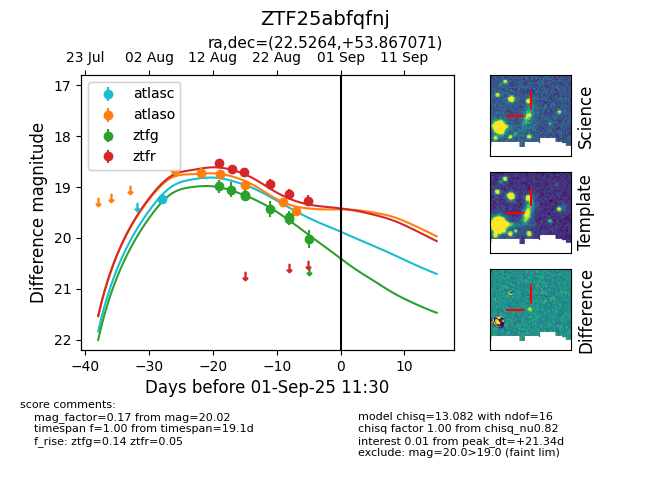 ZTF25abfqfnj
ra,dec=(22.5264,+53.867071)
23 Jul 02 Aug 12 Aug 22 Aug 01 Sep 11 Sep
17
18
19
20
21
22
Difference magnitude
atlasc
atlaso
ztfg
ztfr
−40 −30 −20 −10 0 10
Days before 01-Sep-25 11:30
Science
Template
Difference
score comments:
mag_factor=0.17 from mag=20.02
timespan f=1.00 from timespan=19.1d
f_rise: ztfg=0.14 ztfr=0.05
model chisq=13.082 with ndof=16
chisq factor 1.00 from chisq_nu0.82
interest 0.01 from peak_dt=+21.34d
exclude: mag=20.0>19.0 (faint lim)